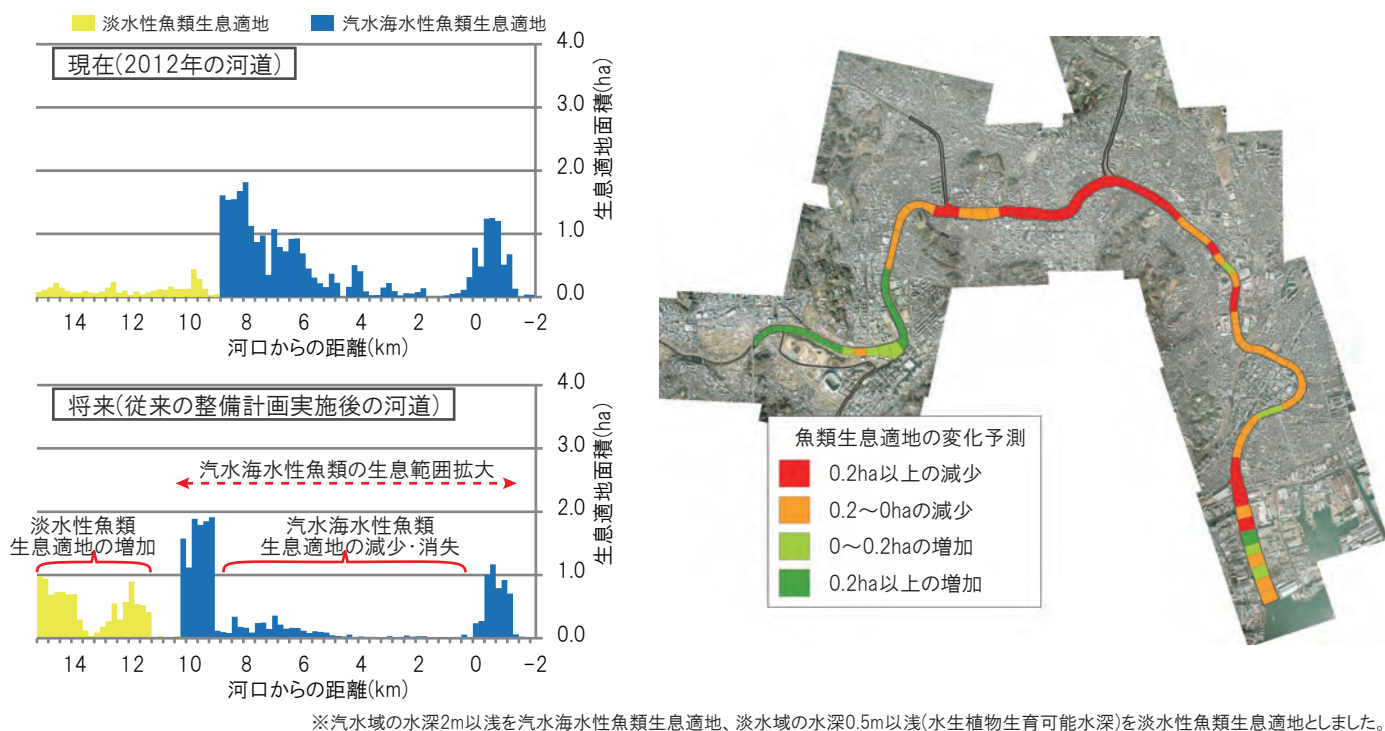 淡水性魚類生息適地 汽水海水性魚類生息適地
現在(2012年の河道)
4.0
3.0
2.0
1.0
0.0
生息適地面積(ha)
14 12 10 8 6 4 2 0 −2
河口からの距離(km)
将来(従来の整備計画実施後の河道)
4.0
3.0
2.0
1.0
0.0
生息適地面積(ha)
汽水海水性魚類の生息範囲拡大
淡水性魚類
生息適地の増加
汽水海水性魚類
生息適地の減少・消失
14 12 10 8 6 4 2 0 −2
河口からの距離(km)
魚類生息適地の変化予測
0.2ha以上の減少
0.2～0haの減少
0～0.2haの増加
0.2ha以上の増加
※汽水域の水深2m以浅を汽水海水性魚類生息適地、淡水域の水深0.5m以浅(水生植物生育可能水深)を淡水性魚類生息適地としました。